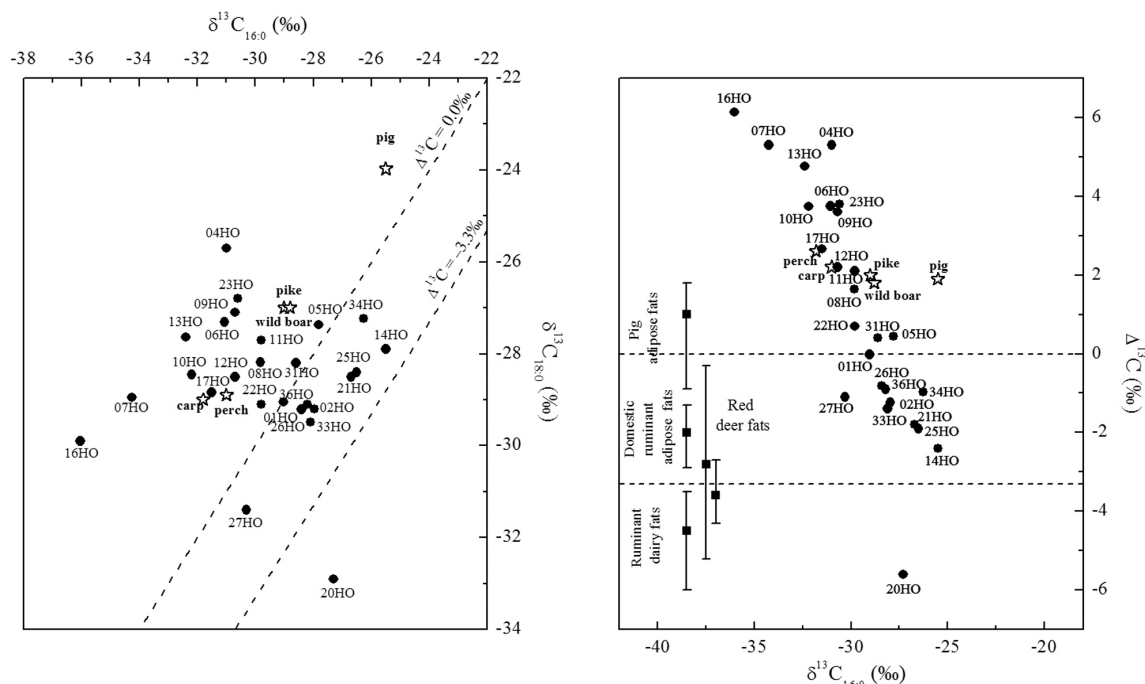 δ¹³C₁₆:₀ (‰)
-38 -36 -34 -32 -31 -30 -28 -26 -24 -22
-22
-24
-26
-28
-30
-32
-34
δ¹³C₁₈:₀ (‰)
Δ¹³C = 0.0‰
Δ¹³C = -3.3‰
pig
04HO
23HO
09HO
pike
05HO
34HO
06HO
wild boar
13HO
11HO
14HO
10HO
12HO
08HO
31HO
25HO
17HO
22HO
36HO
21HO
07HO
carp
perch
01HO
02HO
26HO
33HO
16HO
27HO
20HO
16HO
07HO
04HO
13HO
06HO
23HO
10HO
09HO
17HO
12HO
perch
pike
pig
carp
11HO
wild boar
08HO
22HO
31HO
05HO
01HO
26HO
36HO
34HO
27HO
02HO
33HO
21HO
25HO
14HO
20HO
Pig
adipose fats
Domestic
ruminant
adipose fats
Red
deer fats
Ruminant
dairy fats
6
4
2
0
-2
-4
-6
Δ¹³C (‰)
-40 -30 -20
δ¹³C₁₆:₀ (‰)